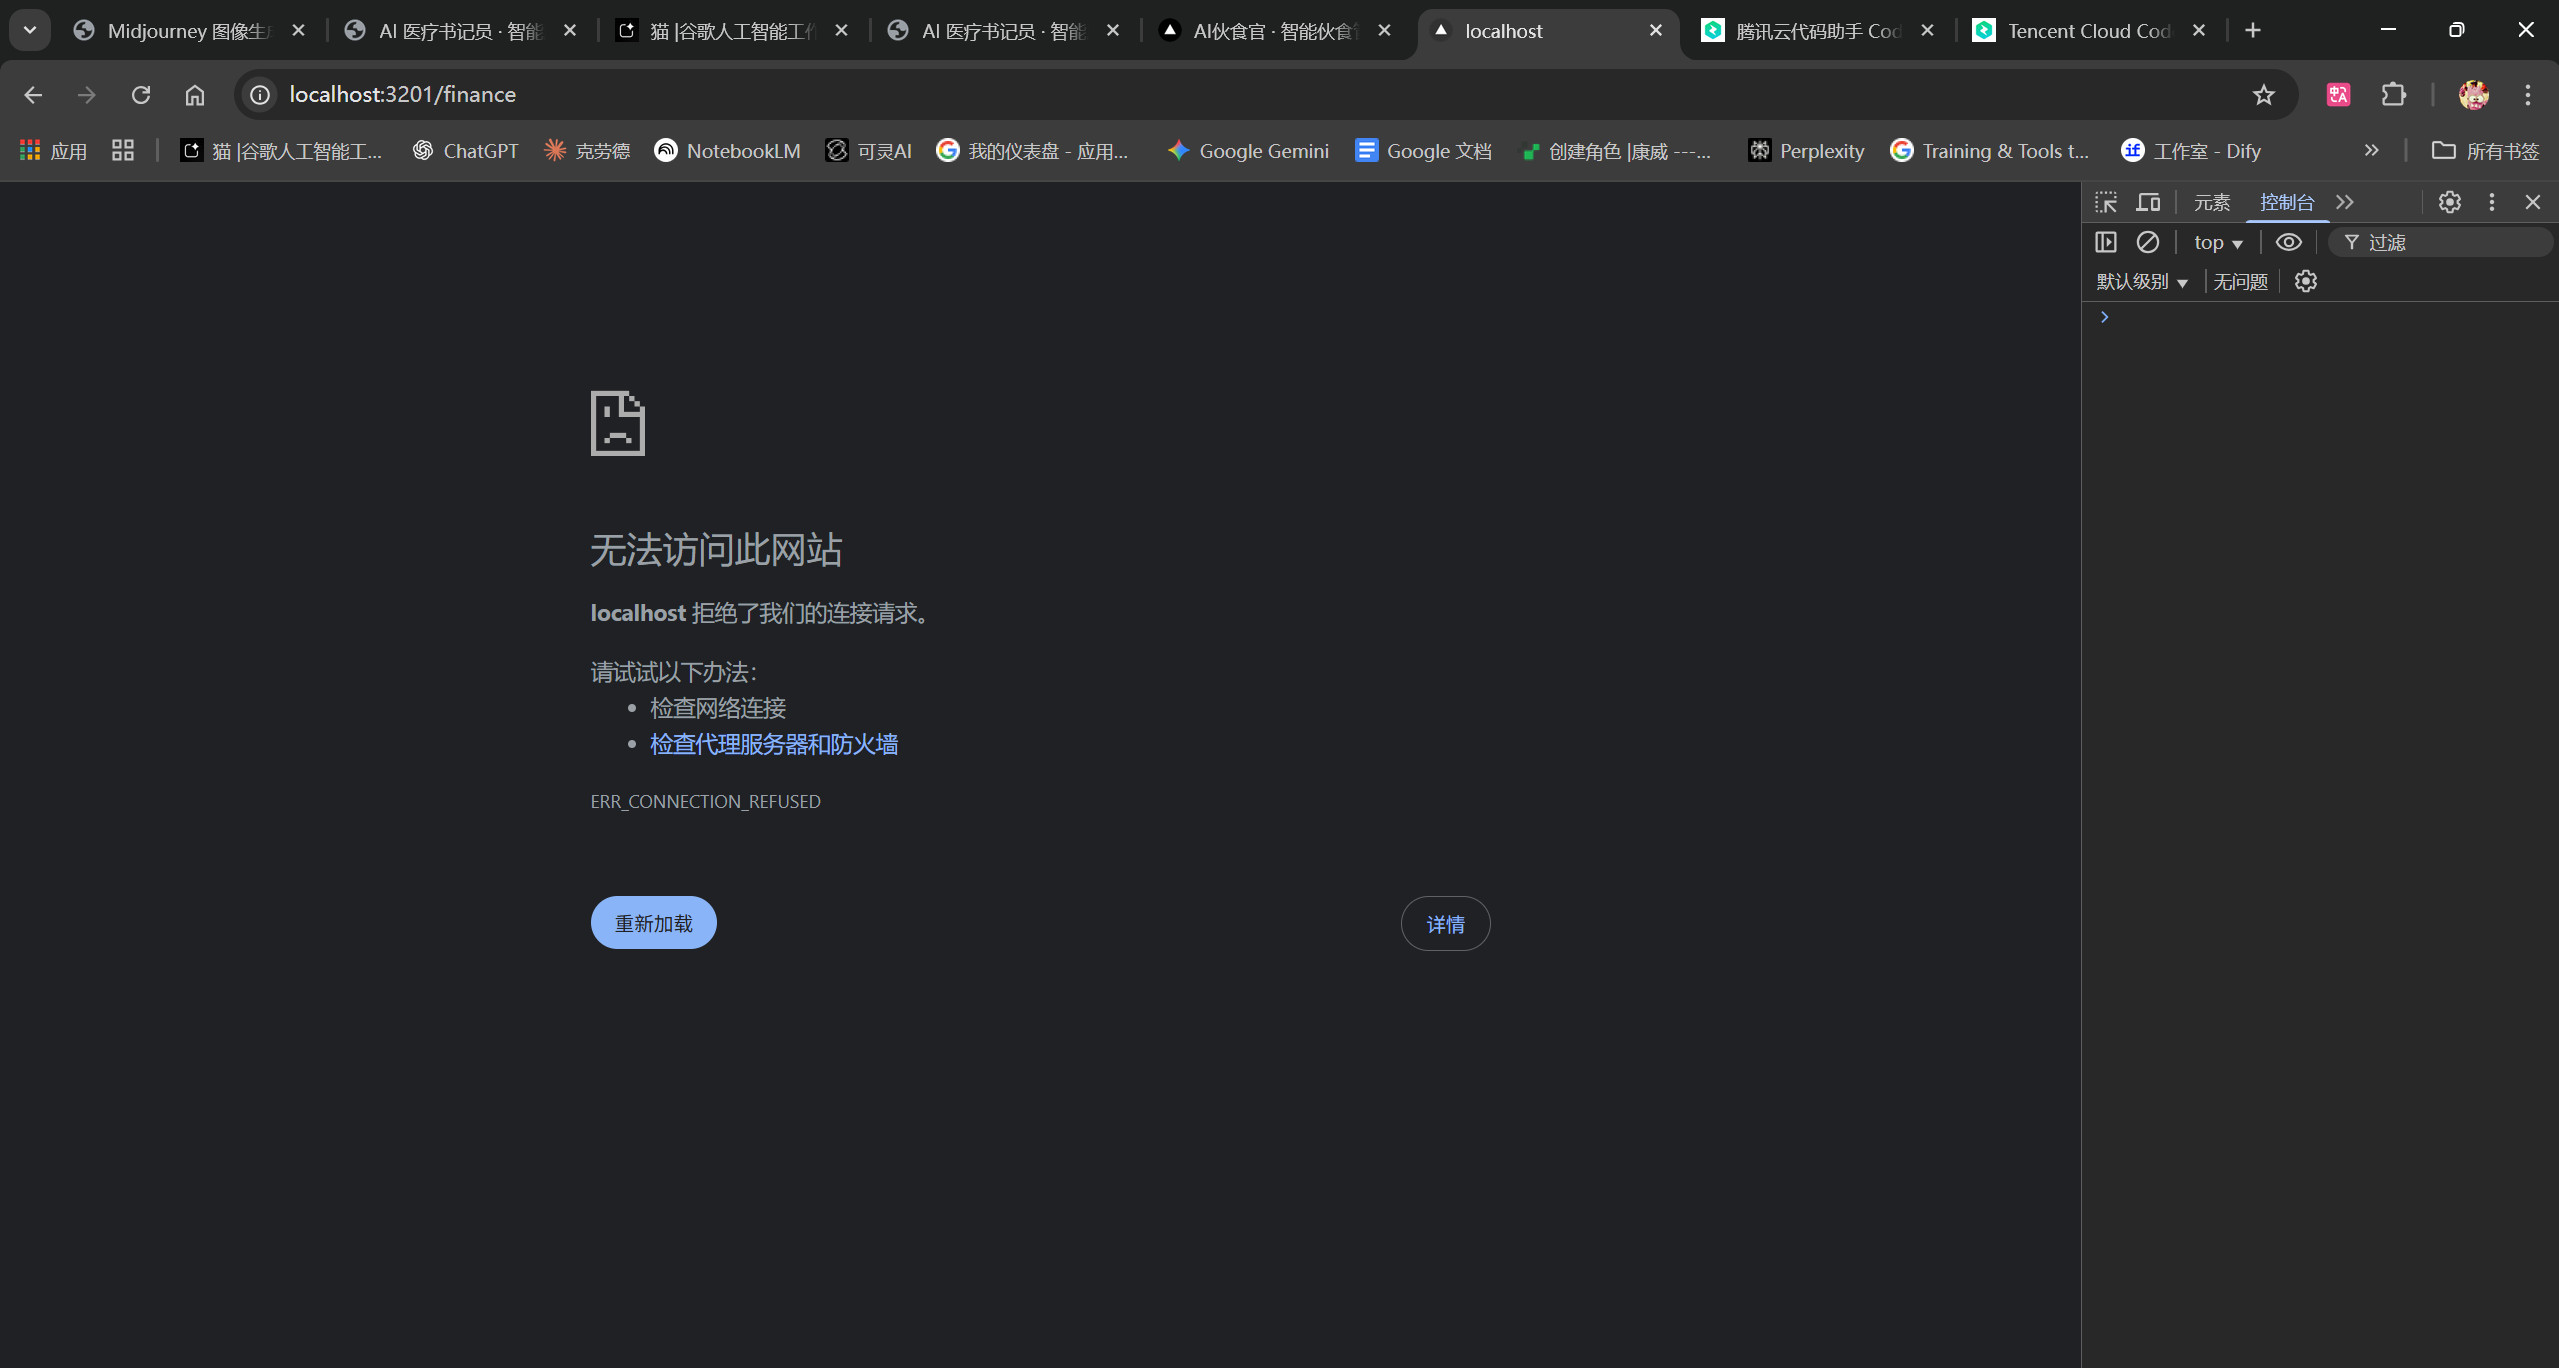 Midjourney 图像生
AI 医疗书记员 · 智能
猫 |谷歌人工智能工作
AI 医疗书记员 · 智能
AI伙食官 · 智能伙食
localhost
腾讯云代码助手 Cod
Tencent Cloud Cod
localhost:3201/finance
应用
猫 |谷歌人工智能工...
ChatGPT
克劳德
NotebookLM
可灵AI
我的仪表盘 - 应用...
Google Gemini
Google 文档
创建角色 |康威 ---...
Perplexity
Training & Tools t...
工作室 - Dify
所有书签
元素
控制台
top
过滤
默认级别
无问题
无法访问此网站
localhost 拒绝了我们的连接请求。
请试试以下办法：
检查网络连接
检查代理服务器和防火墙
ERR_CONNECTION_REFUSED
重新加载
详情